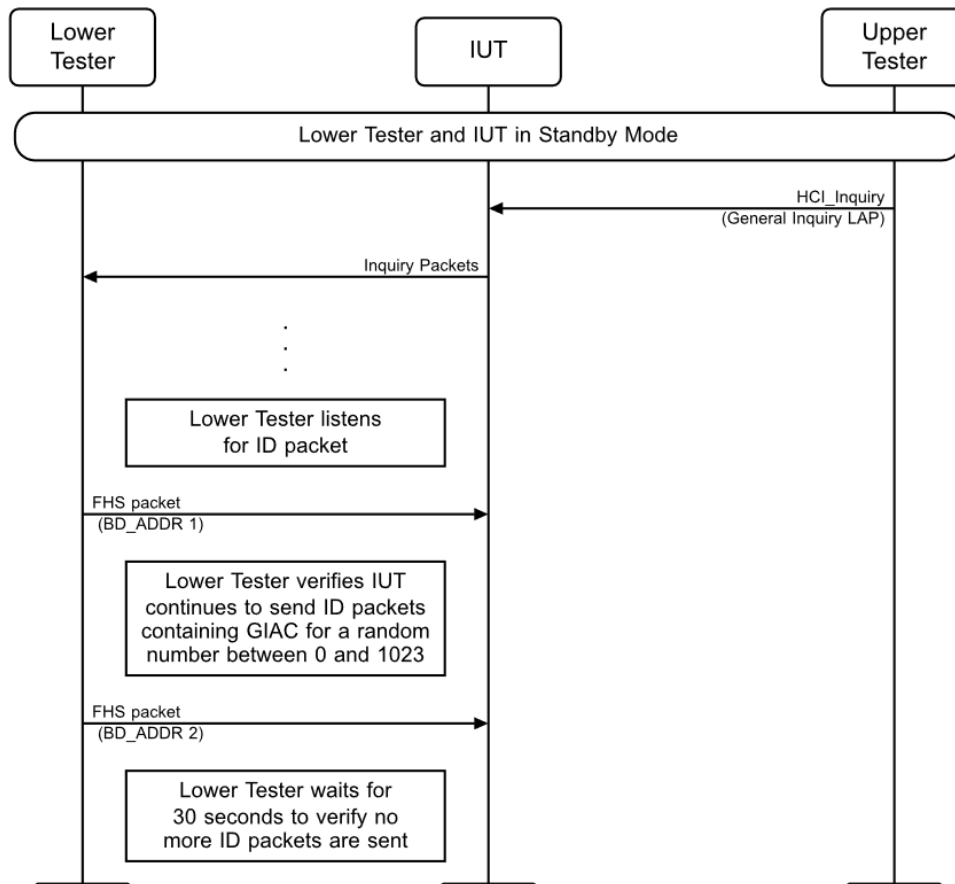 Lower
Tester
IUT
Upper
Tester
Lower Tester and IUT in Standby Mode
HCI_Inquiry
(General Inquiry LAP)
Inquiry Packets
.
.
.
Lower Tester listens
for ID packet
FHS packet
(BD_ADDR 1)
Lower Tester verifies IUT
continues to send ID packets
containing GIAC for a random
number between 0 and 1023
FHS packet
(BD_ADDR 2)
Lower Tester waits for
30 seconds to verify no
more ID packets are sent